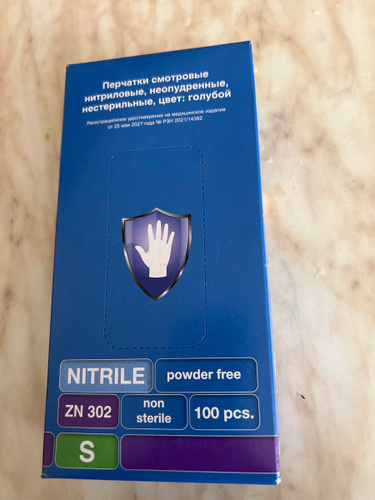 Перчатки смотровые
нитриловые, неопудренные,
нестерильные, цвет: голубой
Регистрационное удостоверение на медицинское изделие
от 25 мая 2021 года № РЗН 2021/14392
NITRILE
powder free
ZN 302
non
sterile
100 pcs.
S